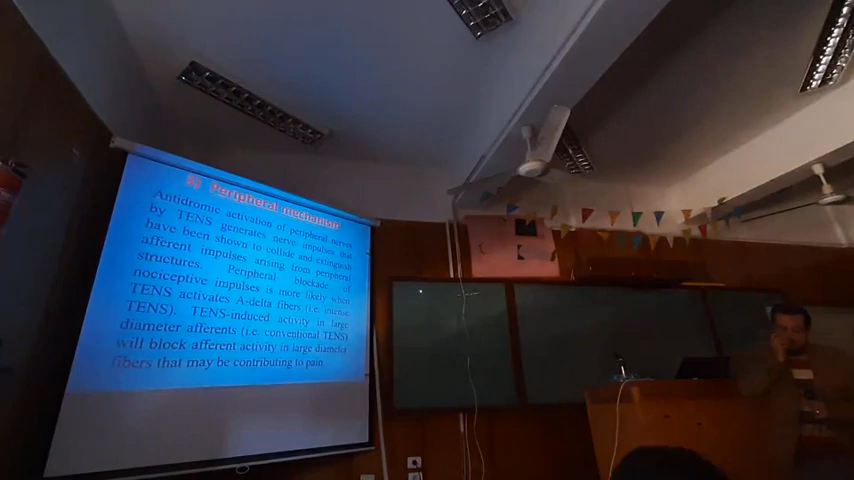 3) Peripheral mechanism
Antidromic activation of peripheral nerves
by TENS generates nerve impulses that
have been shown to collide and extinguish
afferent impulses arising from peripheral
structures. Peripheral blockade of
nociceptive impulses is more likely when
TENS activates A-delta fibers (i.e. intense
TENS). TENS-induced activity in large
diameter afferents (i.e. conventional TENS)
will block afferent activity in large diameter
fibers that may be contributing to pain.